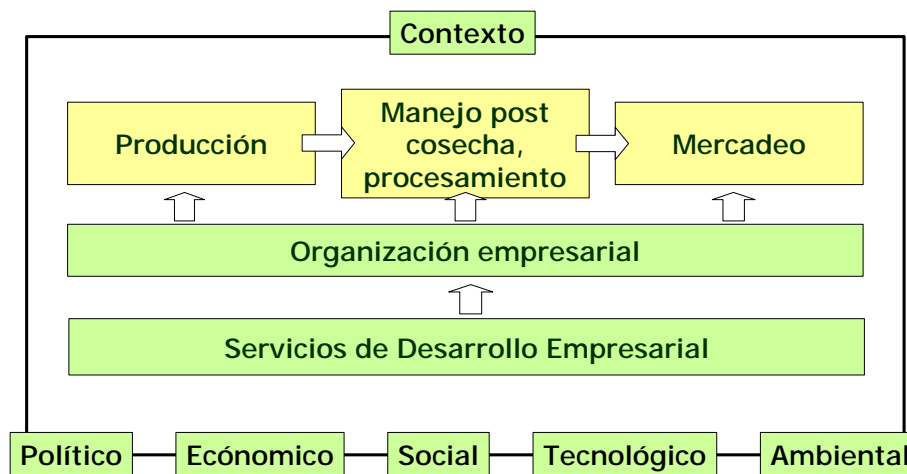 Contexto
Producción
Manejo post
cosecha,
procesamiento
Mercadeo
Organización empresarial
Servicios de Desarrollo Empresarial
Político
Ecónomico
Social
Tecnológico
Ambiental